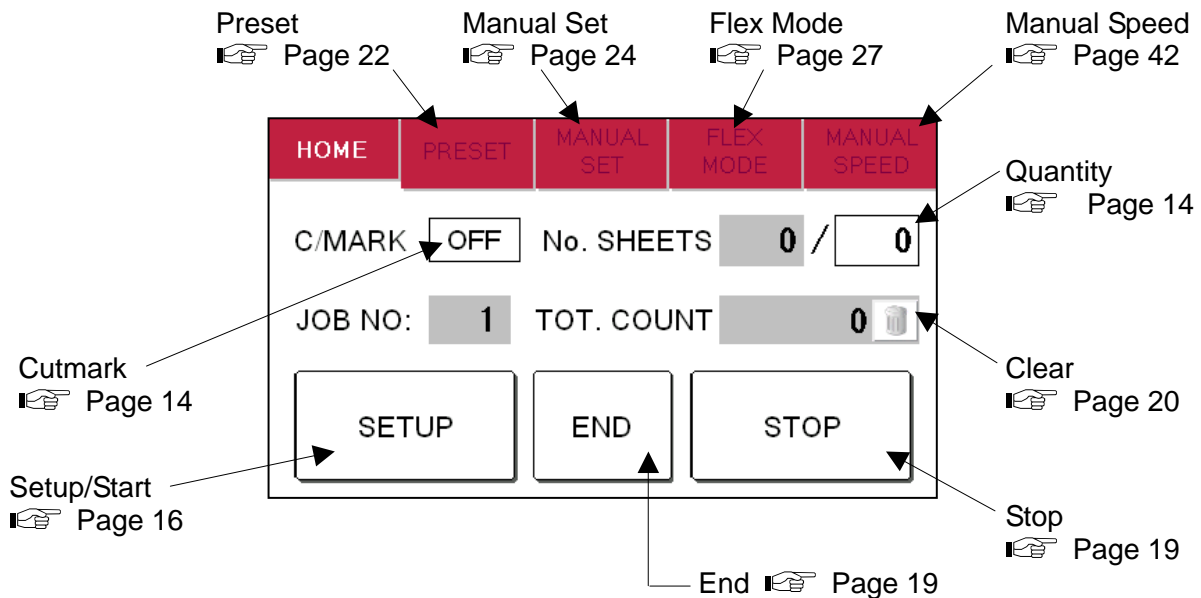 Preset
Page 22
Manual Set
Page 24
Flex Mode
Page 27
Manual Speed
Page 42
HOME
PRESET
MANUAL
SET
FLEX
MODE
MANUAL
SPEED
Quantity
Page 14
C/MARK OFF No. SHEETS 0 / 0
JOB NO: 1 TOT. COUNT 0
Cutmark
Page 14
Clear
Page 20
SETUP END STOP
Setup/Start
Page 16
Stop
Page 19
End Page 19